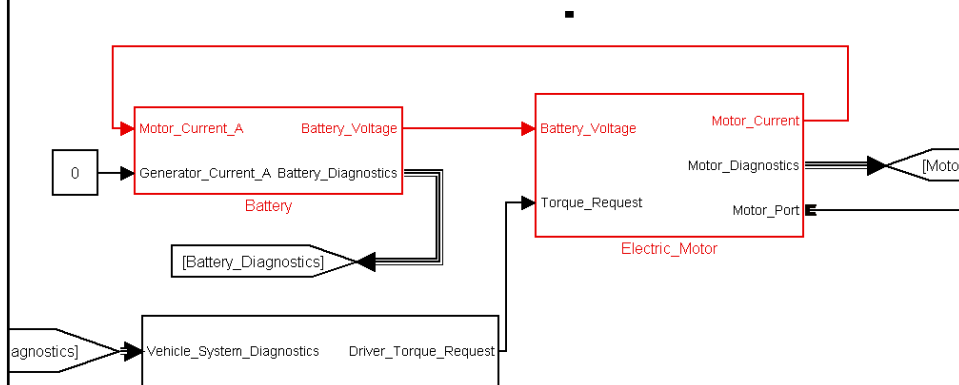 Motor_Current_A
Battery_Voltage
Battery_Voltage
Motor_Current
0
Generator_Current_A
Battery_Diagnostics
Motor_Diagnostics
[Moto
Battery
Torque_Request
Motor_Port
Electric_Motor
[Battery_Diagnostics]
agnostics]
Vehicle_System_Diagnostics
Driver_Torque_Request